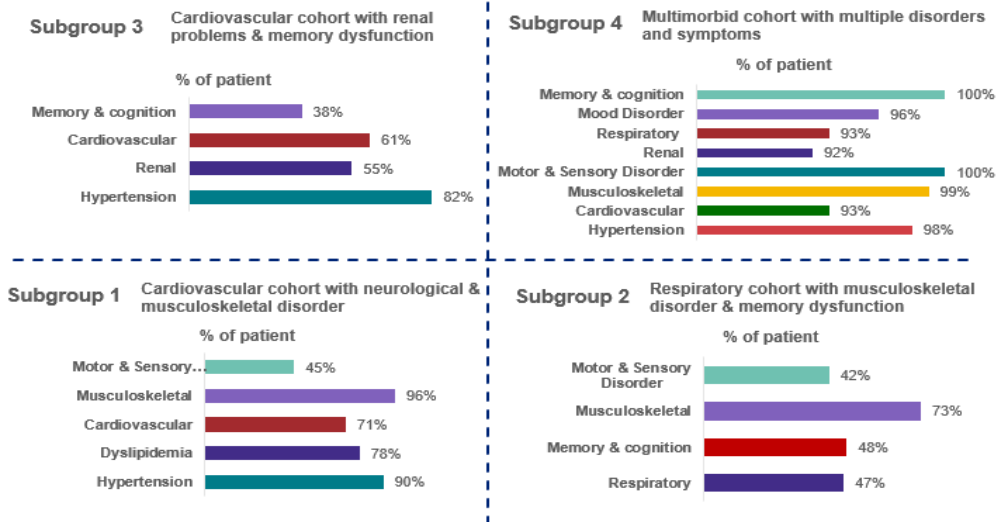 Subgroup 3
Cardiovascular cohort with renal
problems & memory dysfunction
% of patient
Memory & cognition 38%
Cardiovascular 61%
Renal 55%
Hypertension 82%
Subgroup 4
Multimorbid cohort with multiple disorders
and symptoms
% of patient
Memory & cognition 100%
Mood Disorder 96%
Respiratory 93%
Renal 92%
Motor & Sensory Disorder 100%
Musculoskeletal 99%
Cardiovascular 93%
Hypertension 98%
Subgroup 1
Cardiovascular cohort with neurological &
musculoskeletal disorder
% of patient
Motor & Sensory... 45%
Musculoskeletal 96%
Cardiovascular 71%
Dyslipidemia 78%
Hypertension 90%
Subgroup 2
Respiratory cohort with musculoskeletal
disorder & memory dysfunction
% of patient
Motor & Sensory
Disorder 42%
Musculoskeletal 73%
Memory & cognition 48%
Respiratory 47%